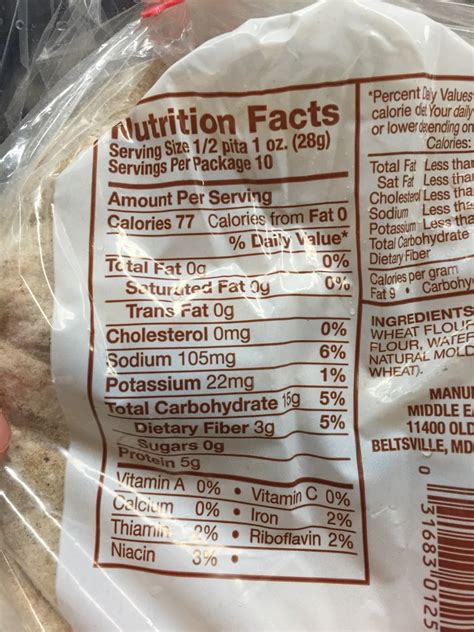 Nutrition Facts
Serving Size 1/2 pita 1 oz. (28g)
Servings Per Package 10
Amount Per Serving
Calories 77 Calories from Fat 0
% Daily Value*
Total Fat 0g 0%
Saturated Fat 0g 0%
Trans Fat 0g
Cholesterol 0mg 0%
Sodium 105mg 6%
Potassium 22mg 1%
Total Carbohydrate 15g 5%
Dietary Fiber 3g 5%
Sugars 0g
Protein 5g
Vitamin A 0% • Vitamin C 0%
Calcium 0% • Iron 2%
Thiamin 2% • Riboflavin 2%
Niacin 3% •
*Percent Daily Values
calorie diet. Your daily
or lower depending on
Calories:
Total Fat Less than
Sat Fat Less than
Cholesterol Less than
Sodium Less tha
Potassium Less tha
Total Carbohydrate
Dietary Fiber
Calories per gram
Fat 9 • Carbohy
INGREDIENTS
WHEAT FLOUR
FLOUR, WATER
NATURAL MOLD
WHEAT).
MANU
MIDDLE E
11400 OLD
BELTSVILLE, MD
0 31683 0125